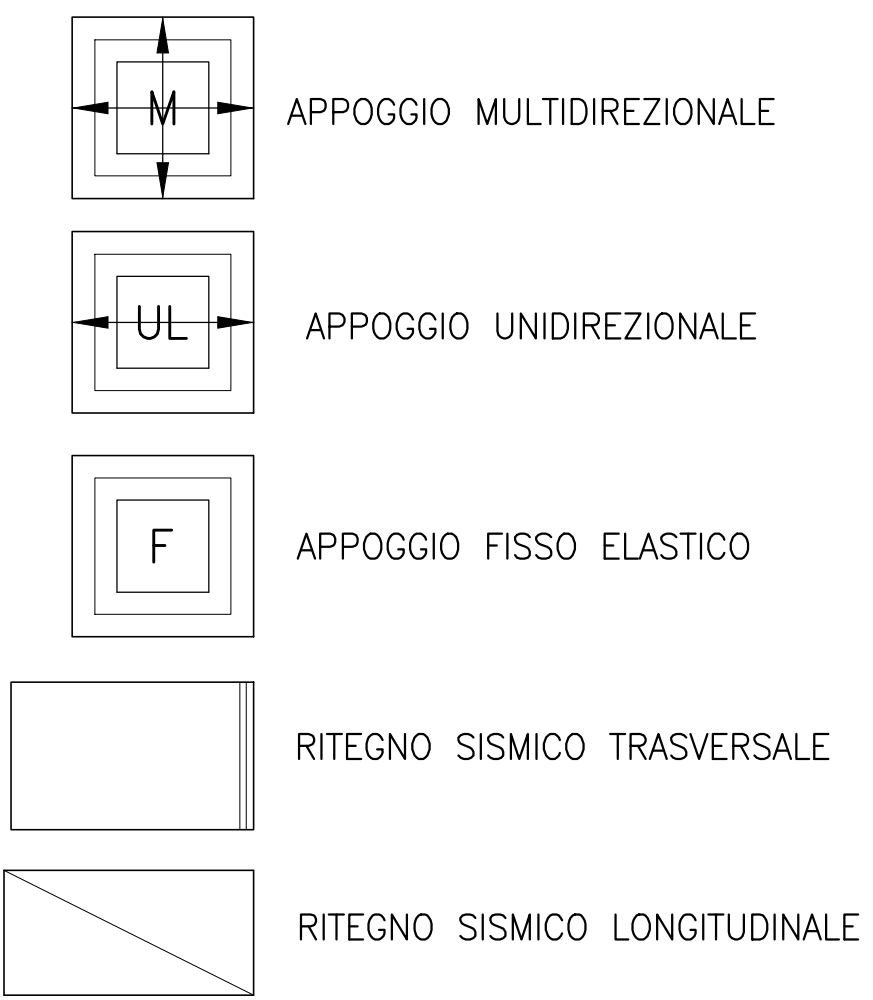 M APPOGGIO MULTIDIREZIONALE
UL APPOGGIO UNIDIREZIONALE
F APPOGGIO FISSO ELASTICO
RITEGNO SISMICO TRASVERSALE
RITEGNO SISMICO LONGITUDINALE